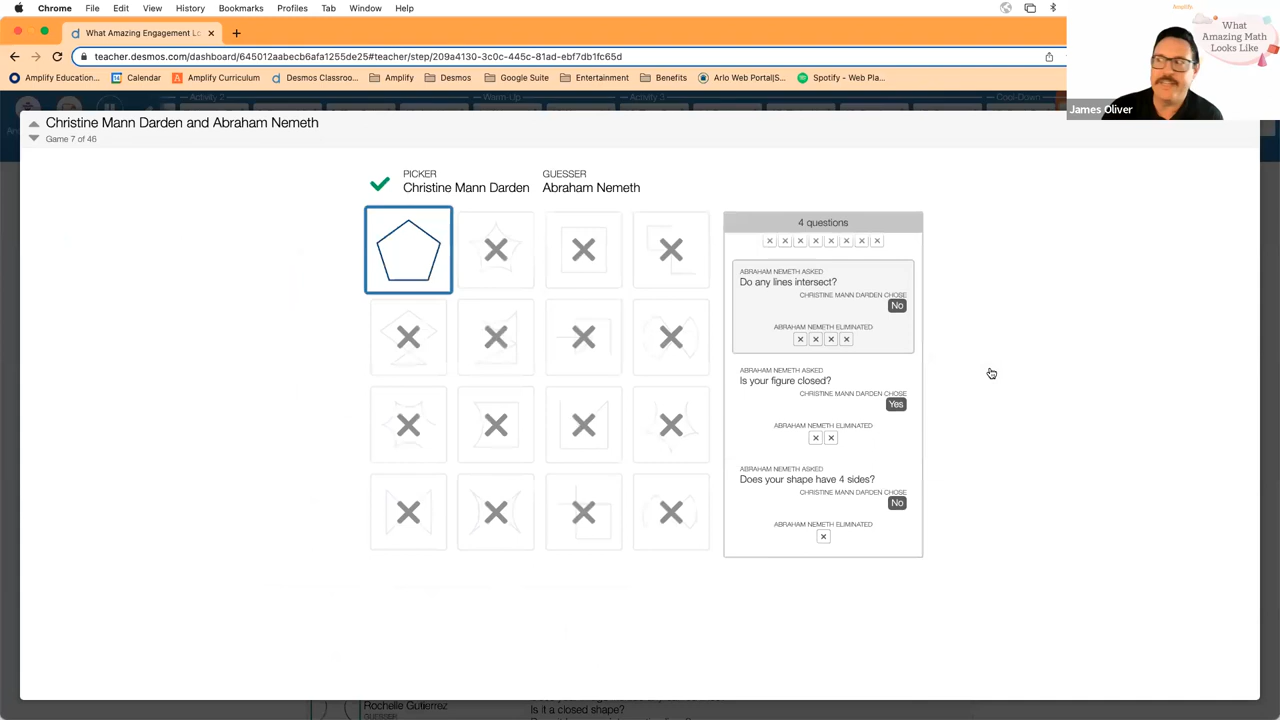 Chrome File Edit View History Bookmarks Profiles Tab Window Help
What Amazing Engagement Lo
teacher.desmos.com/dashboard/645012aabecb6afa1255de25#teacher/step/209a4130-3c0c-445c-81ad-ebf7db1fc65d
Amplify Education... Calendar Amplify Curriculum Desmos Classroo... Amplify Desmos Google Suite Entertainment Benefits Arlo Web Portal|S... Spotify - Web Pla...
Amplify.
What
Amazing Math
Looks Like
James Oliver
Activity 2 Warm-Up Activity 3 Cool-Down
Christine Mann Darden and Abraham Nemeth
Game 7 of 46
PICKER
Christine Mann Darden
GUESSER
Abraham Nemeth
4 questions
ABRAHAM NEMETH ASKED
Do any lines intersect?
CHRISTINE MANN DARDEN CHOSE
No
ABRAHAM NEMETH ELIMINATED
ABRAHAM NEMETH ASKED
Is your figure closed?
CHRISTINE MANN DARDEN CHOSE
Yes
ABRAHAM NEMETH ELIMINATED
ABRAHAM NEMETH ASKED
Does your shape have 4 sides?
CHRISTINE MANN DARDEN CHOSE
No
ABRAHAM NEMETH ELIMINATED
Rochelle Gutierrez
Is it a closed shape?